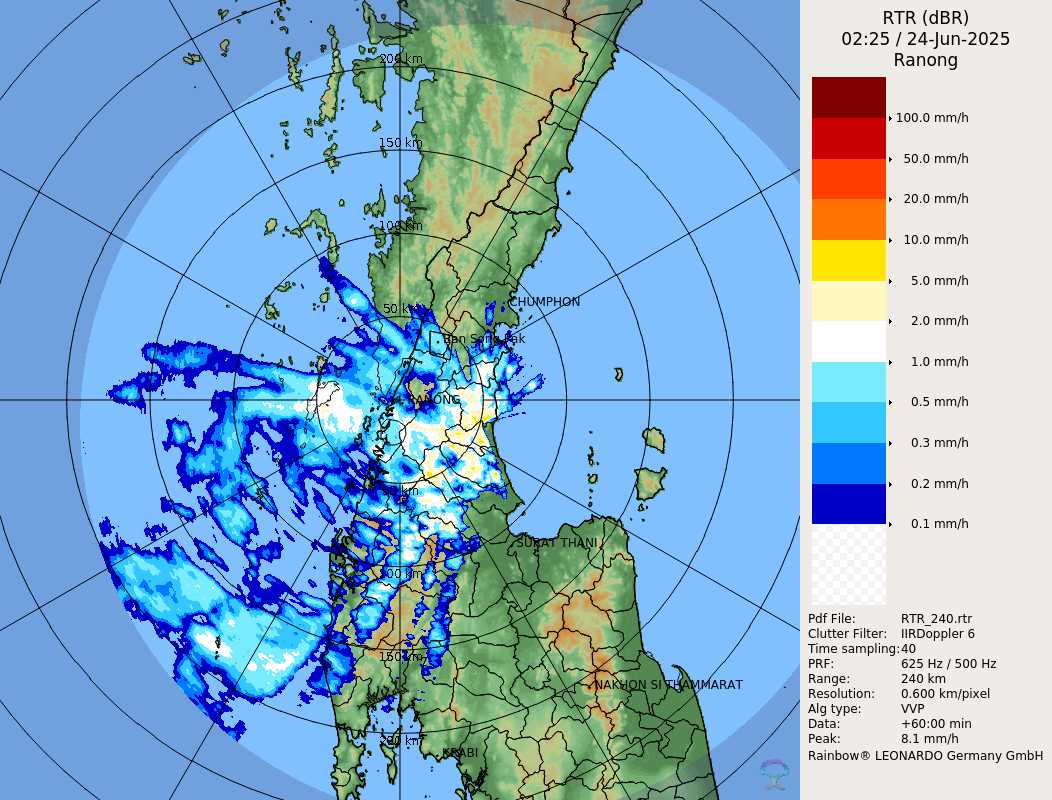 RTR (dBR)
02:25 / 24-Jun-2025
Ranong
100.0 mm/h
50.0 mm/h
20.0 mm/h
10.0 mm/h
5.0 mm/h
2.0 mm/h
1.0 mm/h
0.5 mm/h
0.3 mm/h
0.2 mm/h
0.1 mm/h
Pdf File: RTR_240.rtr
Clutter Filter: IIRDoppler 6
Time sampling:40
PRF: 625 Hz / 500 Hz
Range: 240 km
Resolution: 0.600 km/pixel
Alg type: VVP
Data: +60:00 min
Peak: 8.1 mm/h
Rainbow® LEONARDO Germany GmbH
200 km
150 km
100 km
CHUMPHON
50 km
RANONG
50 km
SURAT THANI
100 km
150 km
NAKHON SI THAMMARAT
200 km
KRABI